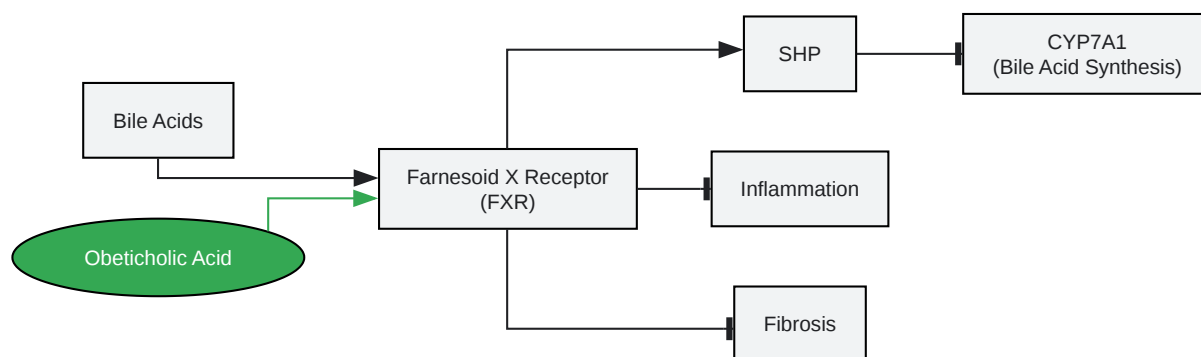 SHP
CYP7A1
(Bile Acid Synthesis)
Bile Acids
Farnesoid X Receptor
(FXR)
Inflammation
Obeticholic Acid
Fibrosis